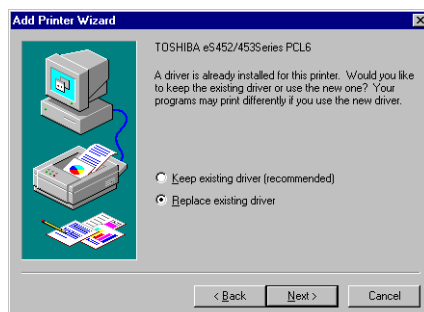 Add Printer Wizard
TOSHIBA eS452/453Series PCL6
A driver is already installed for this printer. Would you like
to keep the existing driver or use the new one? Your
programs may print differently if you use the new driver.
Keep existing driver (recommended)
Replace existing driver
< Back
Next >
Cancel